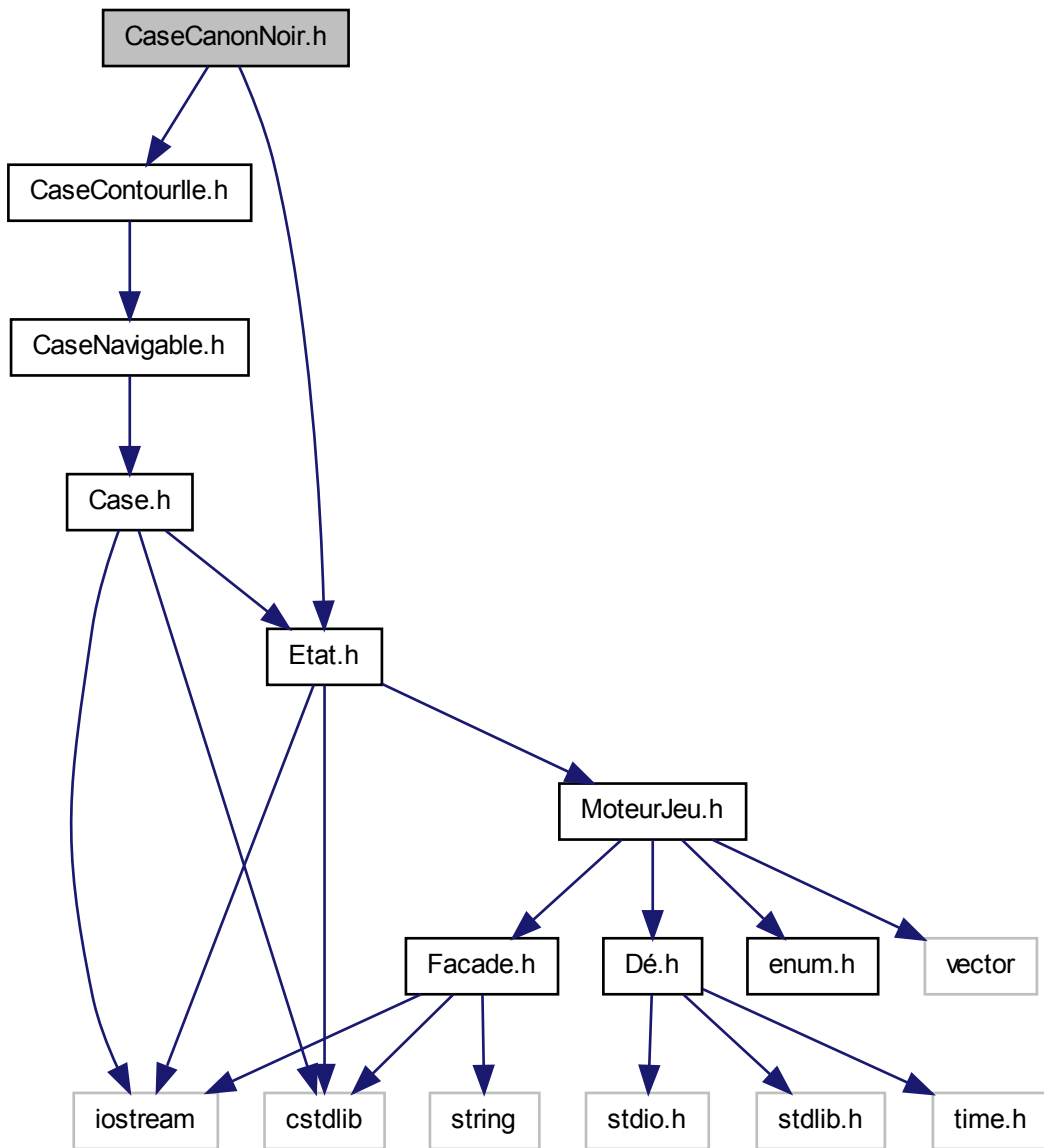 CaseCanonNoir.h
CaseContourIle.h
CaseNavigable.h
Case.h
Etat.h
MoteurJeu.h
Facade.h
Dé.h
enum.h
vector
iostream
cstdlib
string
stdio.h
stdlib.h
time.h